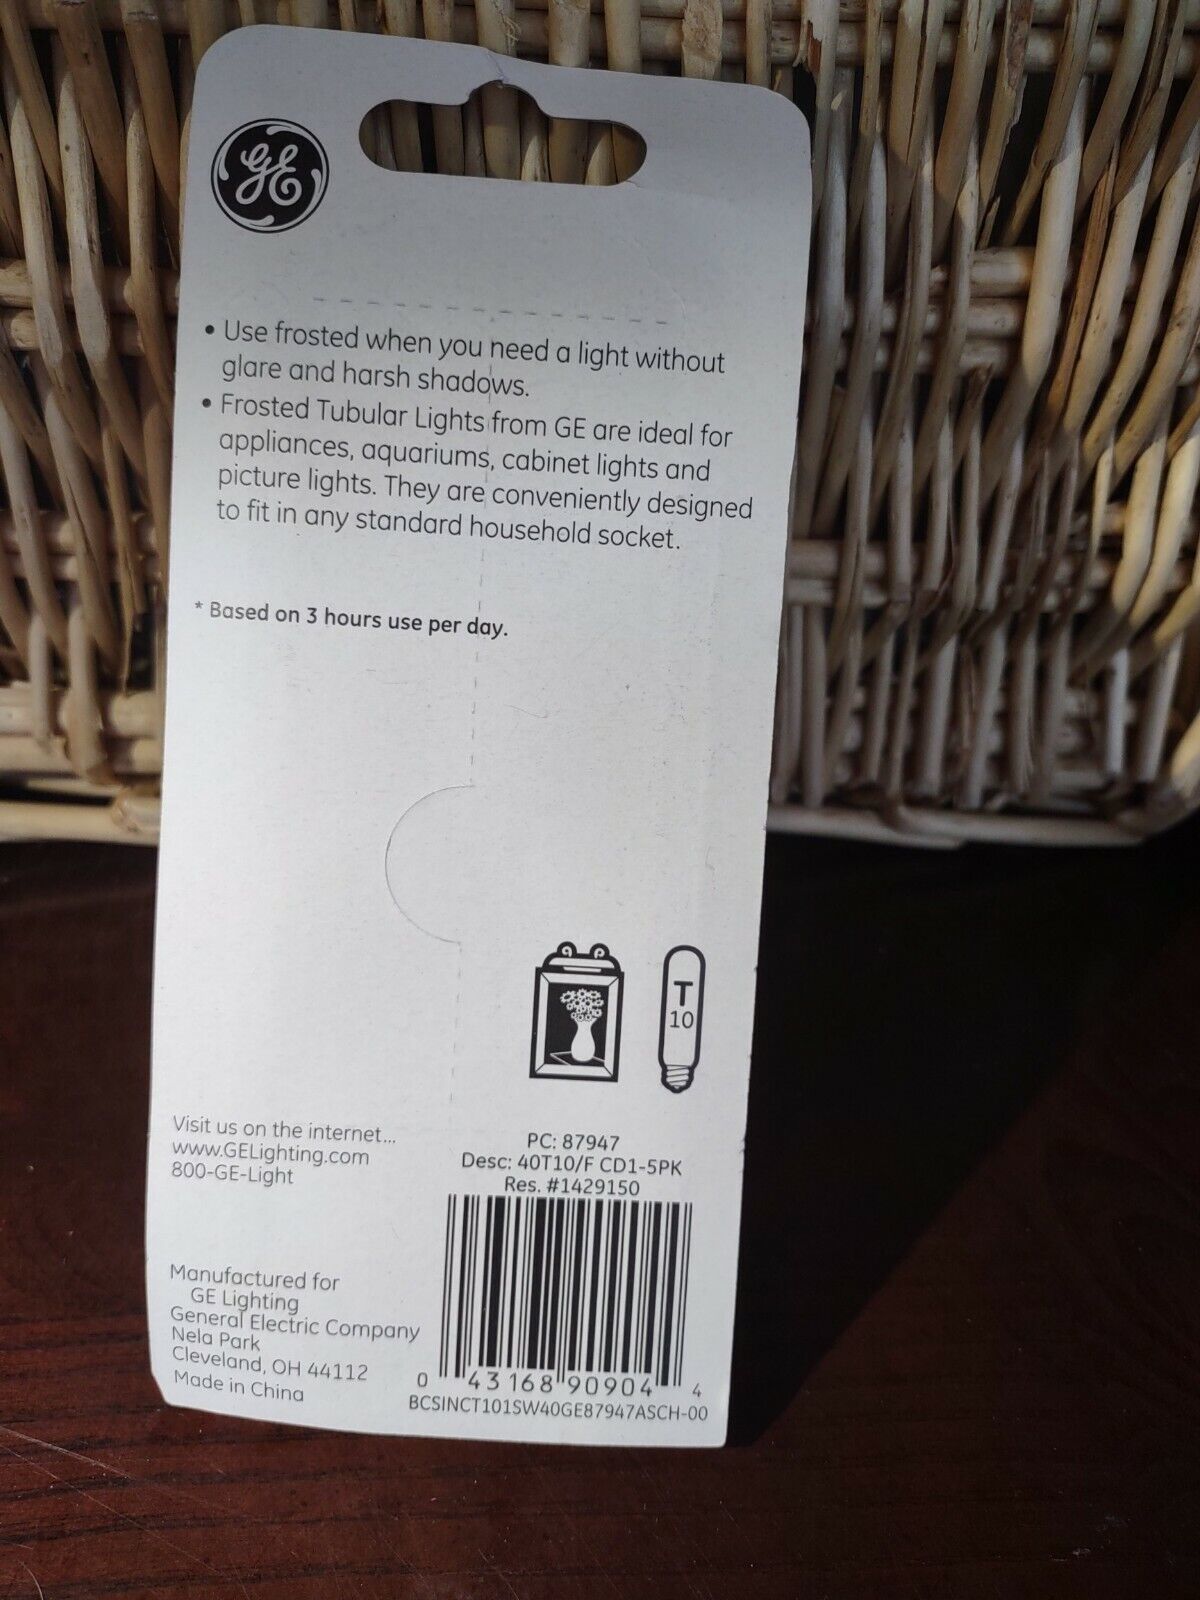 GE
• Use frosted when you need a light without
glare and harsh shadows.
• Frosted Tubular Lights from GE are ideal for
appliances, aquariums, cabinet lights and
picture lights. They are conveniently designed
to fit in any standard household socket.
* Based on 3 hours use per day.
T
10
Visit us on the internet...
www.GELighting.com
800-GE-Light
PC: 87947
Desc: 40T10/F CD1-5PK
Res. #1429150
Manufactured for
GE Lighting
General Electric Company
Nela Park
Cleveland, OH 44112
Made in China
0 43168 90904 4
BCSINCT101SW40GE87947ASCH-00